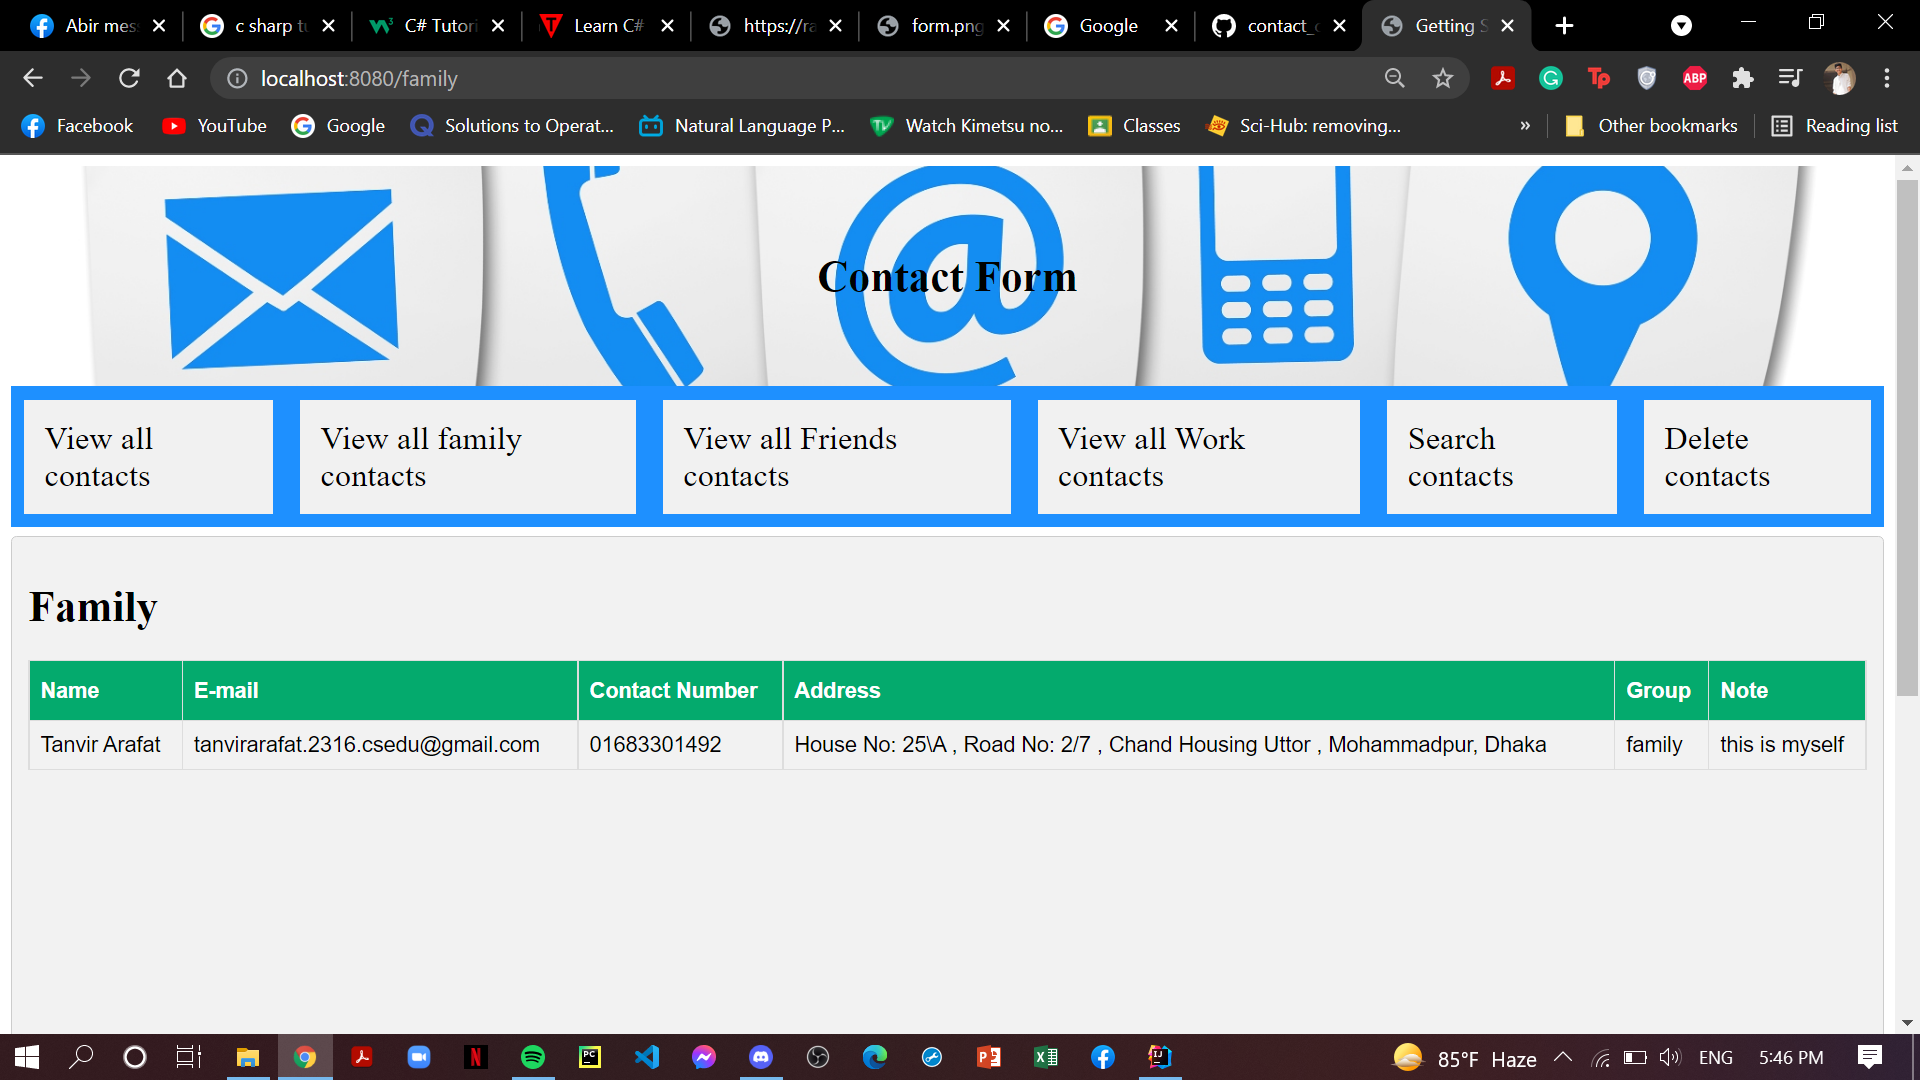 Abir mes
c sharp tu
C# Tutori
Learn C#
https://ra
form.png
Google
contact_c
Getting S
localhost:8080/family
ABP
Facebook
YouTube
Google
Solutions to Operat...
Natural Language P...
Watch Kimetsu no...
Classes
Sci-Hub: removing...
»
Other bookmarks
Reading list
Contact Form
View all
contacts
View all family
contacts
View all Friends
contacts
View all Work
contacts
Search
contacts
Delete
contacts
Family
Name E-mail Contact Number Address Group Note
Tanvir Arafat tanvirarafat.2316.csedu@gmail.com 01683301492 House No: 25\A , Road No: 2/7 , Chand Housing Uttor , Mohammadpur, Dhaka family this is myself
85°F Haze
ENG
5:46 PM